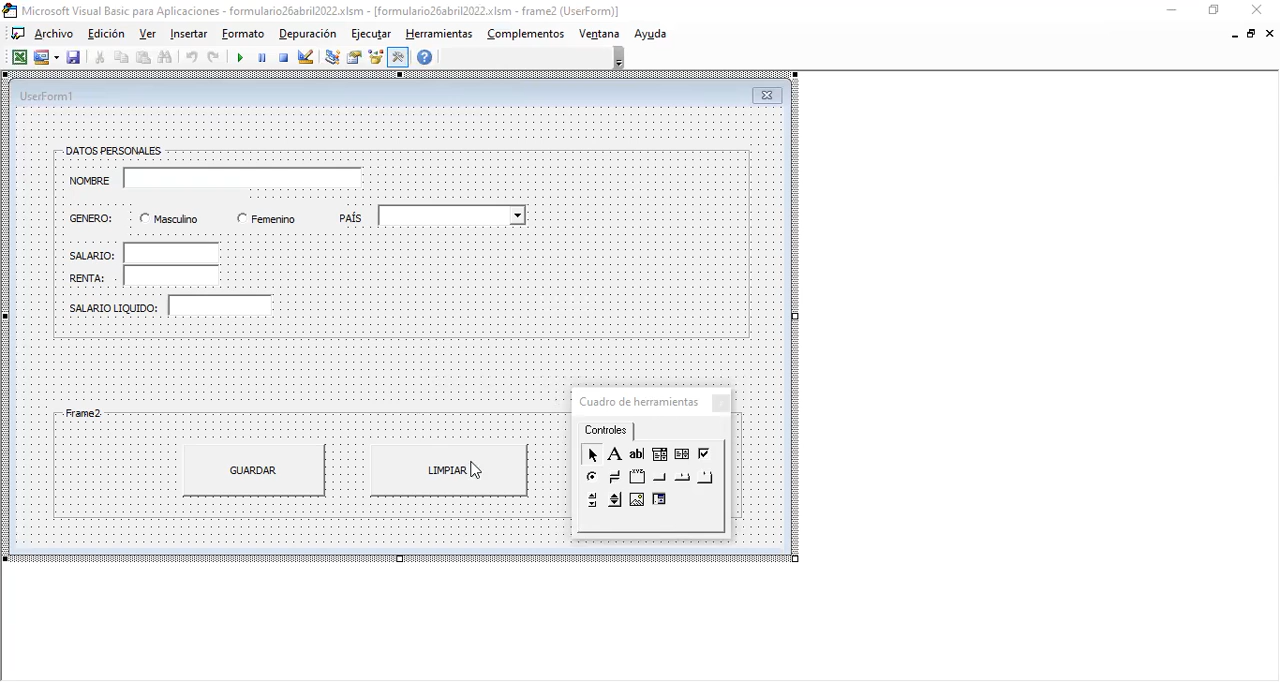 Microsoft Visual Basic para Aplicaciones - formulario26abril2022.xlsm - [formulario26abril2022.xlsm - frame2 (UserForm)]
Archivo Edición Ver Insertar Formato Depuración Ejecutar Herramientas Complementos Ventana Ayuda
UserForm1
DATOS PERSONALES
NOMBRE
GENERO: Masculino Femenino PAÍS
SALARIO:
RENTA:
SALARIO LIQUIDO:
Cuadro de herramientas
Frame2
Controles
A ab
GUARDAR LIMPIAR